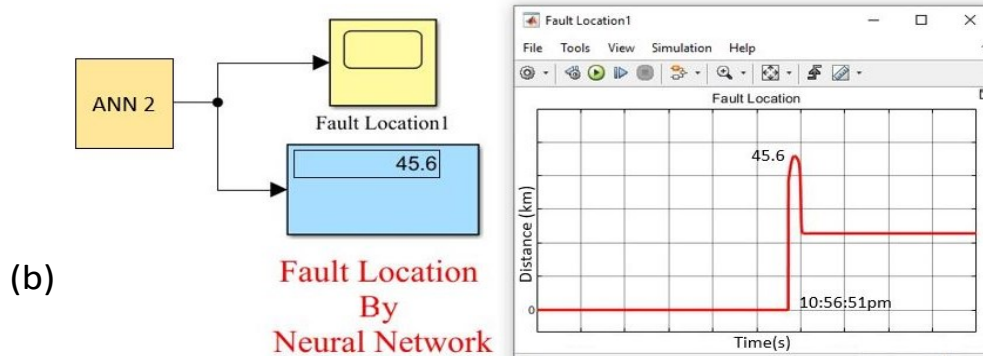 ANN 2
Fault Location1
45.6
(b)
Fault Location
By
Neural Network
Fault Location1
File Tools View Simulation Help
Fault Location
45.6
Distance (km)
0
10:56:51pm
Time(s)